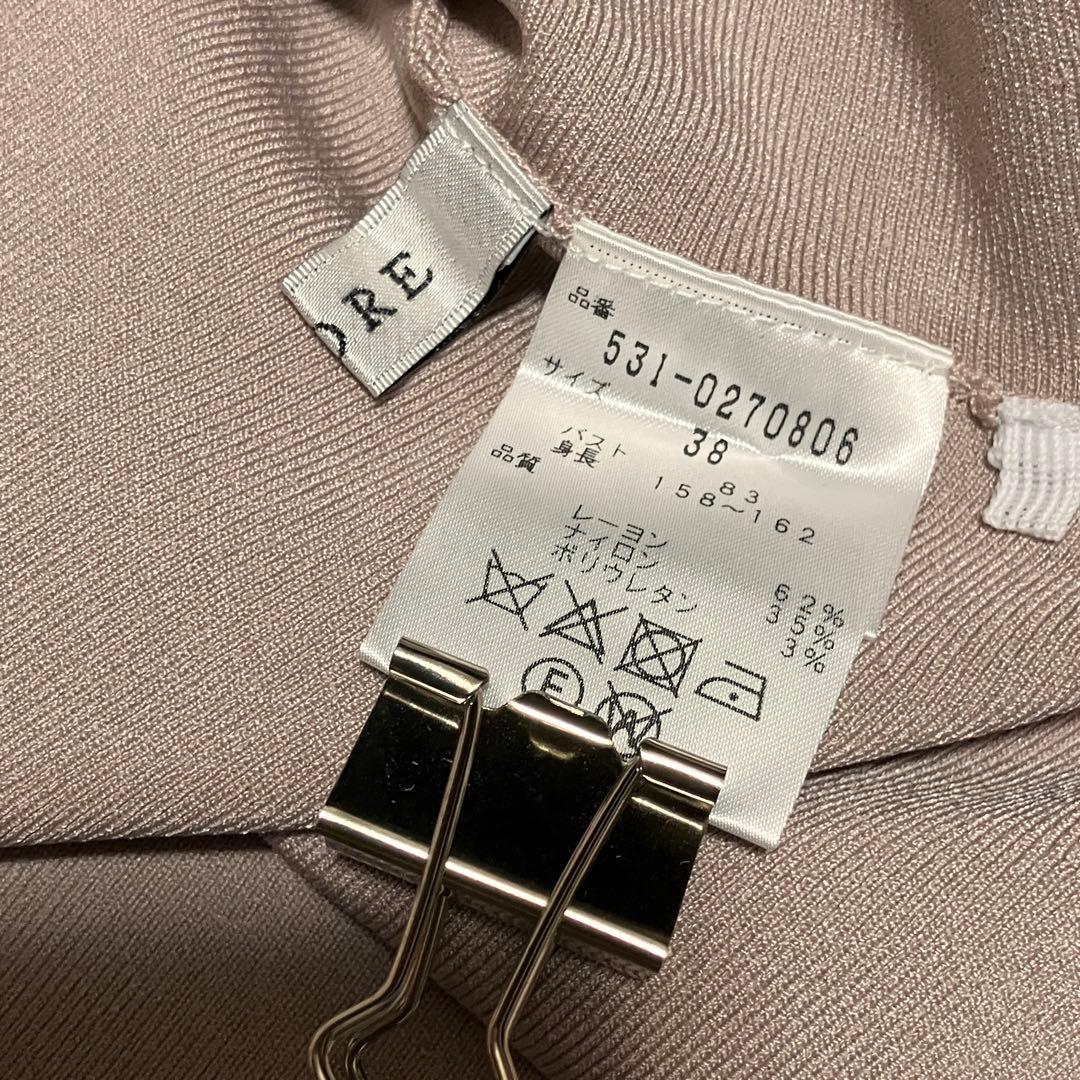 ORE
品番
531-0270806
サイズ 38
バスト 83
身長 158～162
品質
レーヨン 62%
ナイロン 35%
ポリウレタン 3%
F
W